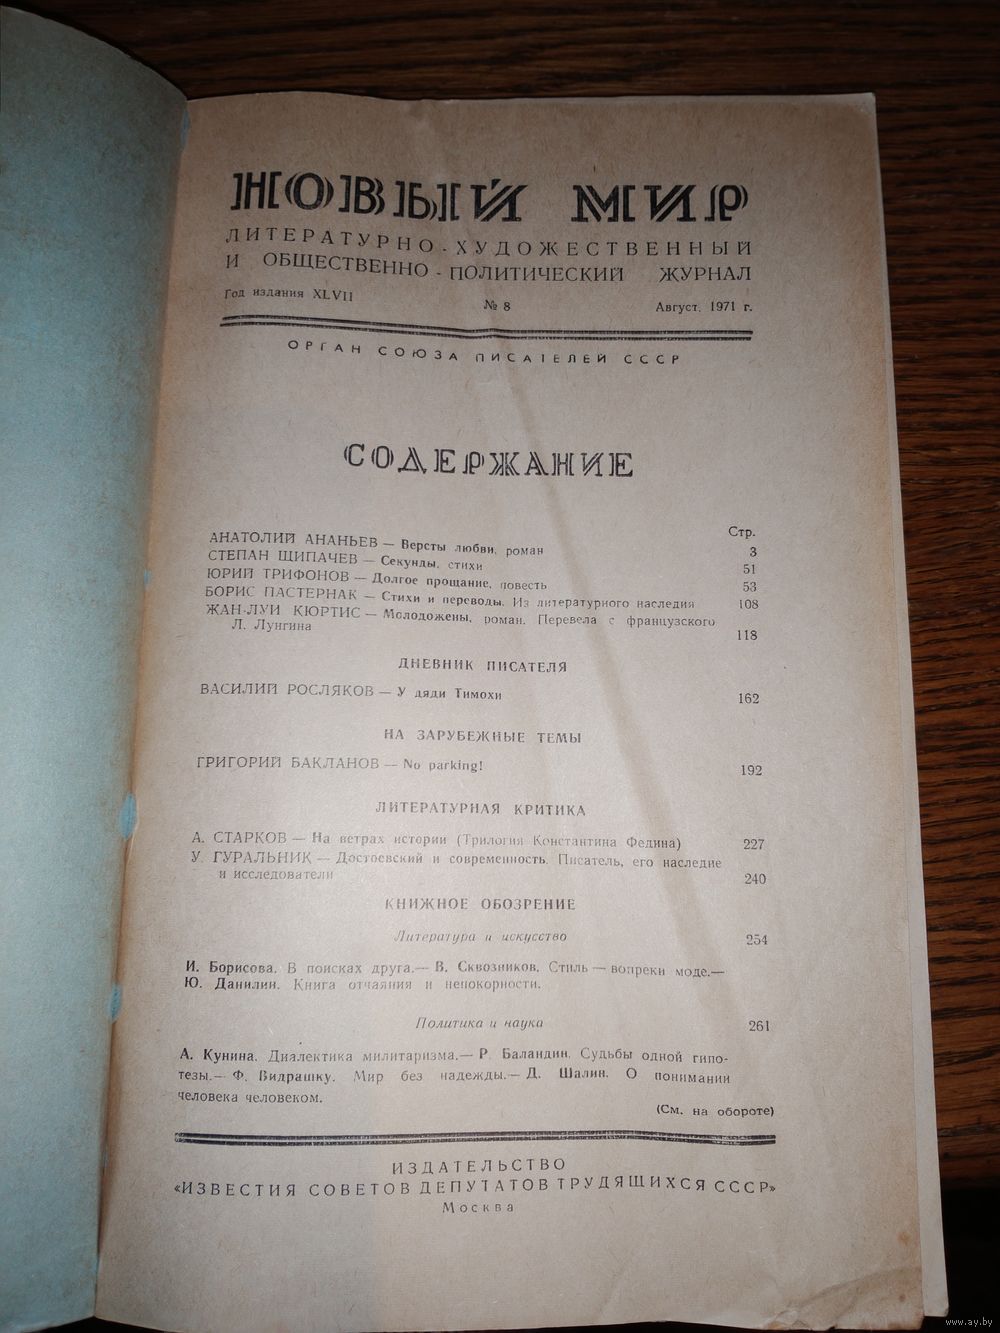 НОВЫЙ МИР
ЛИТЕРАТУРНО-ХУДОЖЕСТВЕННЫЙ
И ОБЩЕСТВЕННО-ПОЛИТИЧЕСКИЙ ЖУРНАЛ
Год издания XLVII № 8 Август, 1971 г.
ОРГАН СОЮЗА ПИСАТЕЛЕЙ СССР
СОДЕРЖАНИЕ
Стр.
АНАТОЛИЙ АНАНЬЕВ — Версты любви, роман 3
СТЕПАН ЩИПАЧЕВ — Секунды, стихи 51
ЮРИЙ ТРИФОНОВ — Долгое прощание, повесть 53
БОРИС ПАСТЕРНАК — Стихи и переводы. Из литературного наследия 108
ЖАН-ЛУИ КЮРТИС — Молодожены, роман. Перевела с французского
Л. Лунгина 118
ДНЕВНИК ПИСАТЕЛЯ
ВАСИЛИЙ РОСЛЯКОВ — У дяди Тимохи 162
НА ЗАРУБЕЖНЫЕ ТЕМЫ
ГРИГОРИЙ БАКЛАНОВ — No parking! 192
ЛИТЕРАТУРНАЯ КРИТИКА
А. СТАРКОВ — На ветрах истории (Трилогия Константина Федина) 227
У. ГУРАЛЬНИК — Достоевский и современность. Писатель, его наследие
и исследователи 240
КНИЖНОЕ ОБОЗРЕНИЕ
Литература и искусство 254
И. Борисова. В поисках друга.— В. Сквозников. Стиль — вопреки моде.—
Ю. Данилин. Книга отчаяния и непокорности.
Политика и наука 261
А. Кунина. Диалектика милитаризма.— Р. Баландин. Судьбы одной гипо-
тезы.— Ф. Видрашку. Мир без надежды.— Д. Шалин. О понимании
человека человеком.
(См. на обороте)
ИЗДАТЕЛЬСТВО
«ИЗВЕСТИЯ СОВЕТОВ ДЕПУТАТОВ ТРУДЯЩИХСЯ СССР»
Москва
www.ay.by